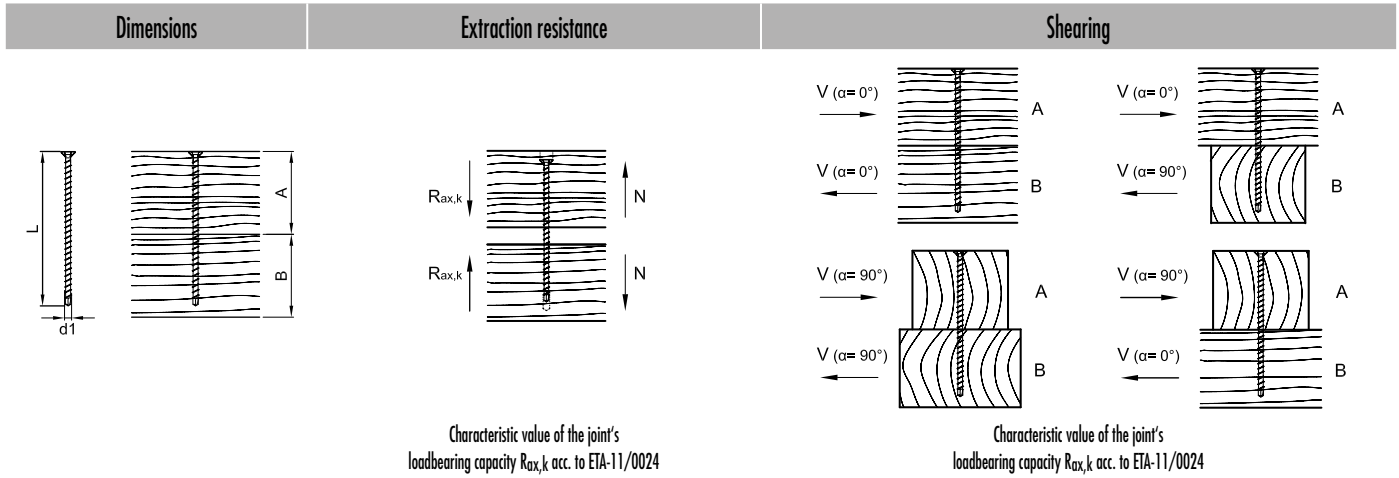 Dimensions
Extraction resistance
Shearing
L
d1
A
B
Rax,k
N
Rax,k
N
V (α= 0°)
A
V (α= 0°)
B
V (α= 0°)
A
V (α= 90°)
B
V (α= 90°)
A
V (α= 90°)
B
V (α= 90°)
A
V (α= 0°)
B
Characteristic value of the joint‘s
loadbearing capacity Rax,k acc. to ETA-11/0024
Characteristic value of the joint‘s
loadbearing capacity Rax,k acc. to ETA-11/0024